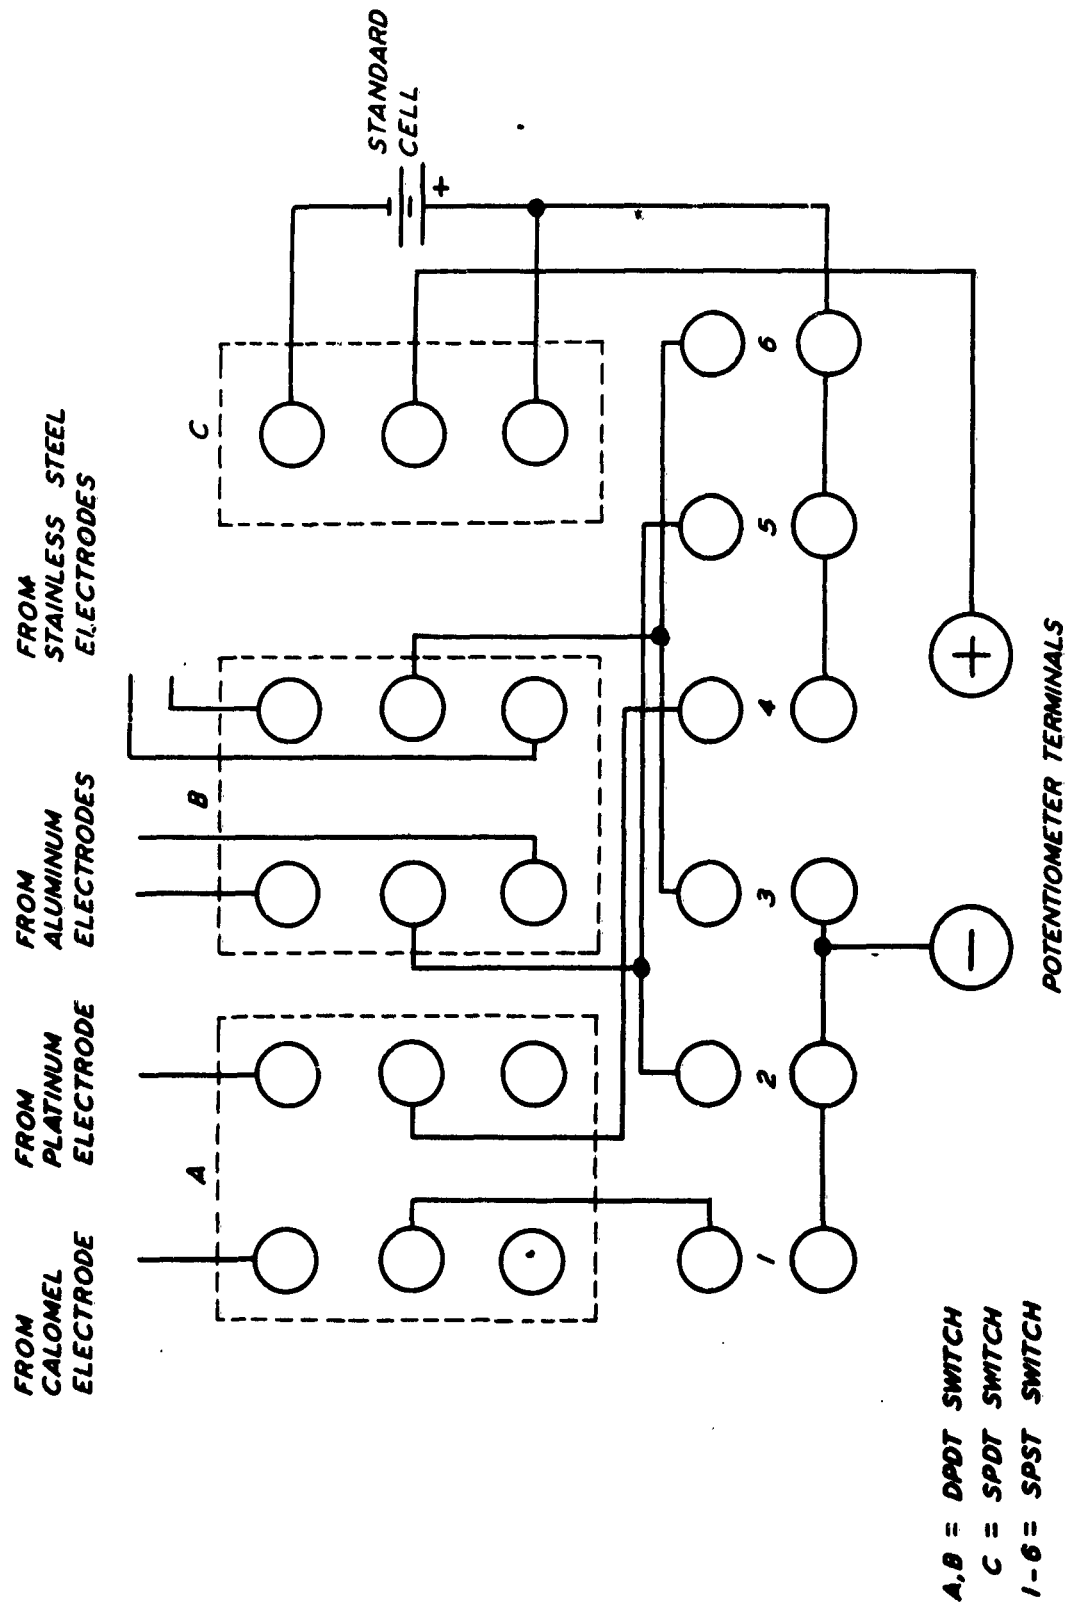 FROM
CALOMEL
ELECTRODE
FROM
PLATINUM
ELECTRODE
FROM
ALUMINUM
ELECTRODES
FROM
STAINLESS STEEL
ELECTRODES
A
B
C
STANDARD
CELL
+
1
2
3
4
5
6
−
+
POTENTIOMETER TERMINALS
A,B = DPDT SWITCH
C = SPDT SWITCH
1-6 = SPST SWITCH